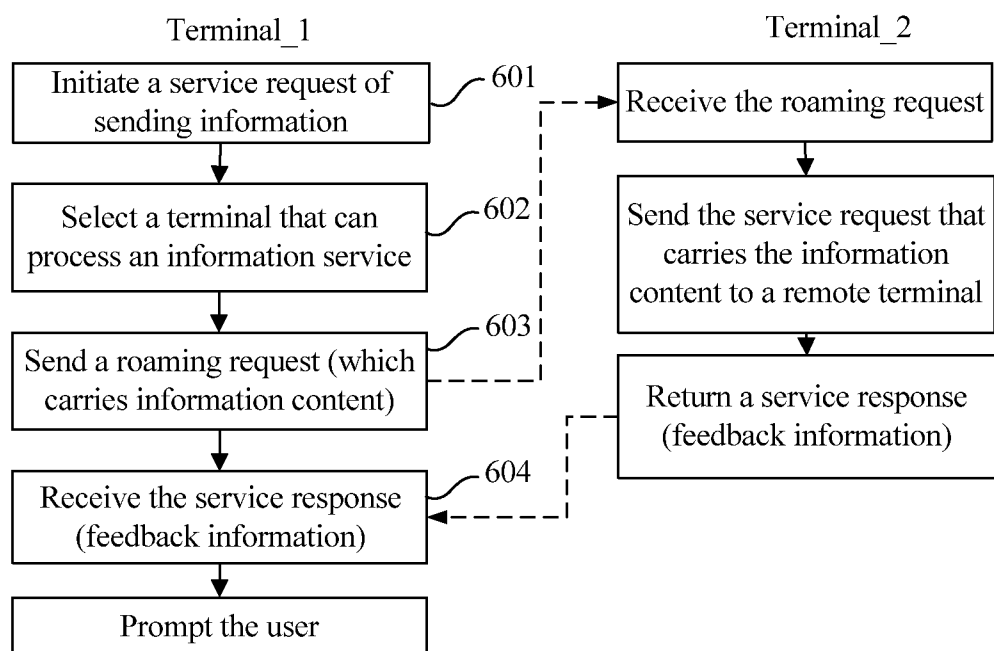 Terminal_1
Initiate a service request of
sending information
601
Select a terminal that can
process an information service
602
Send a roaming request (which
carries information content)
603
Receive the service response
(feedback information)
604
Prompt the user
Terminal_2
Receive the roaming request
Send the service request that
carries the information
content to a remote terminal
Return a service response
(feedback information)